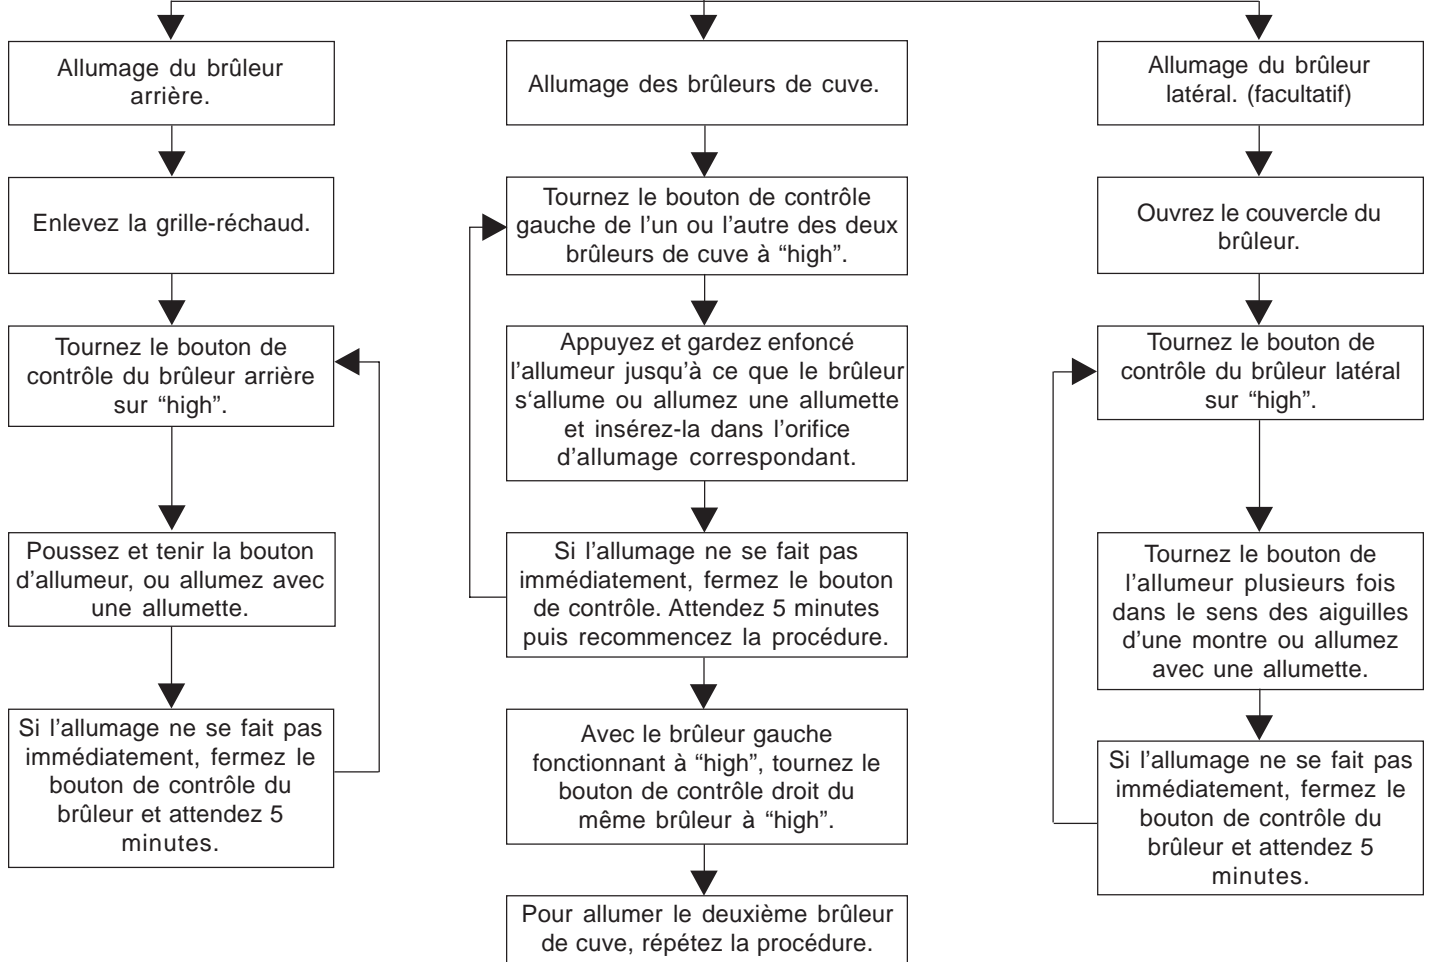 Allumage du brûleur
arrière.
Enlevez la grille-réchaud.
Tournez le bouton de
contrôle du brûleur arrière
sur “high”.
Poussez et tenir la bouton
d'allumeur, ou allumez avec
une allumette.
Si l'allumage ne se fait pas
immédiatement, fermez le
bouton de contrôle du
brûleur et attendez 5
minutes.
Allumage des brûleurs de cuve.
Tournez le bouton de contrôle
gauche de l'un ou l'autre des deux
brûleurs de cuve à “high”.
Appuyez et gardez enfoncé
l'allumeur jusqu'à ce que le brûleur
s‘allume ou allumez une allumette
et insérez-la dans l'orifice
d'allumage correspondant.
Si l'allumage ne se fait pas
immédiatement, fermez le bouton
de contrôle. Attendez 5 minutes
puis recommencez la procédure.
Avec le brûleur gauche
fonctionnant à “high”, tournez le
bouton de contrôle droit du
même brûleur à “high”.
Pour allumer le deuxième brûleur
de cuve, répétez la procédure.
Allumage du brûleur
latéral. (facultatif)
Ouvrez le couvercle du
brûleur.
Tournez le bouton de
contrôle du brûleur latéral
sur “high”.
Tournez le bouton de
l'allumeur plusieurs fois
dans le sens des aiguilles
d'une montre ou allumez
avec une allumette.
Si l'allumage ne se fait pas
immédiatement, fermez le
bouton de contrôle du
brûleur et attendez 5
minutes.